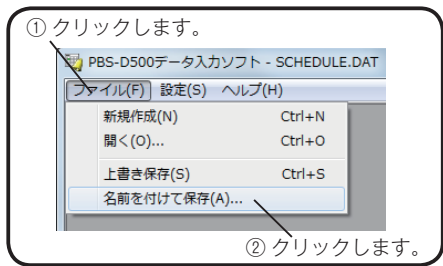 ① クリックします。
PBS-D500データ入力ソフト - SCHEDULE.DAT
ファイル(F) 設定(S) ヘルプ(H)
新規作成(N) Ctrl+N
開く(O)... Ctrl+O
上書き保存(S) Ctrl+S
名前を付けて保存(A)...
② クリックします。